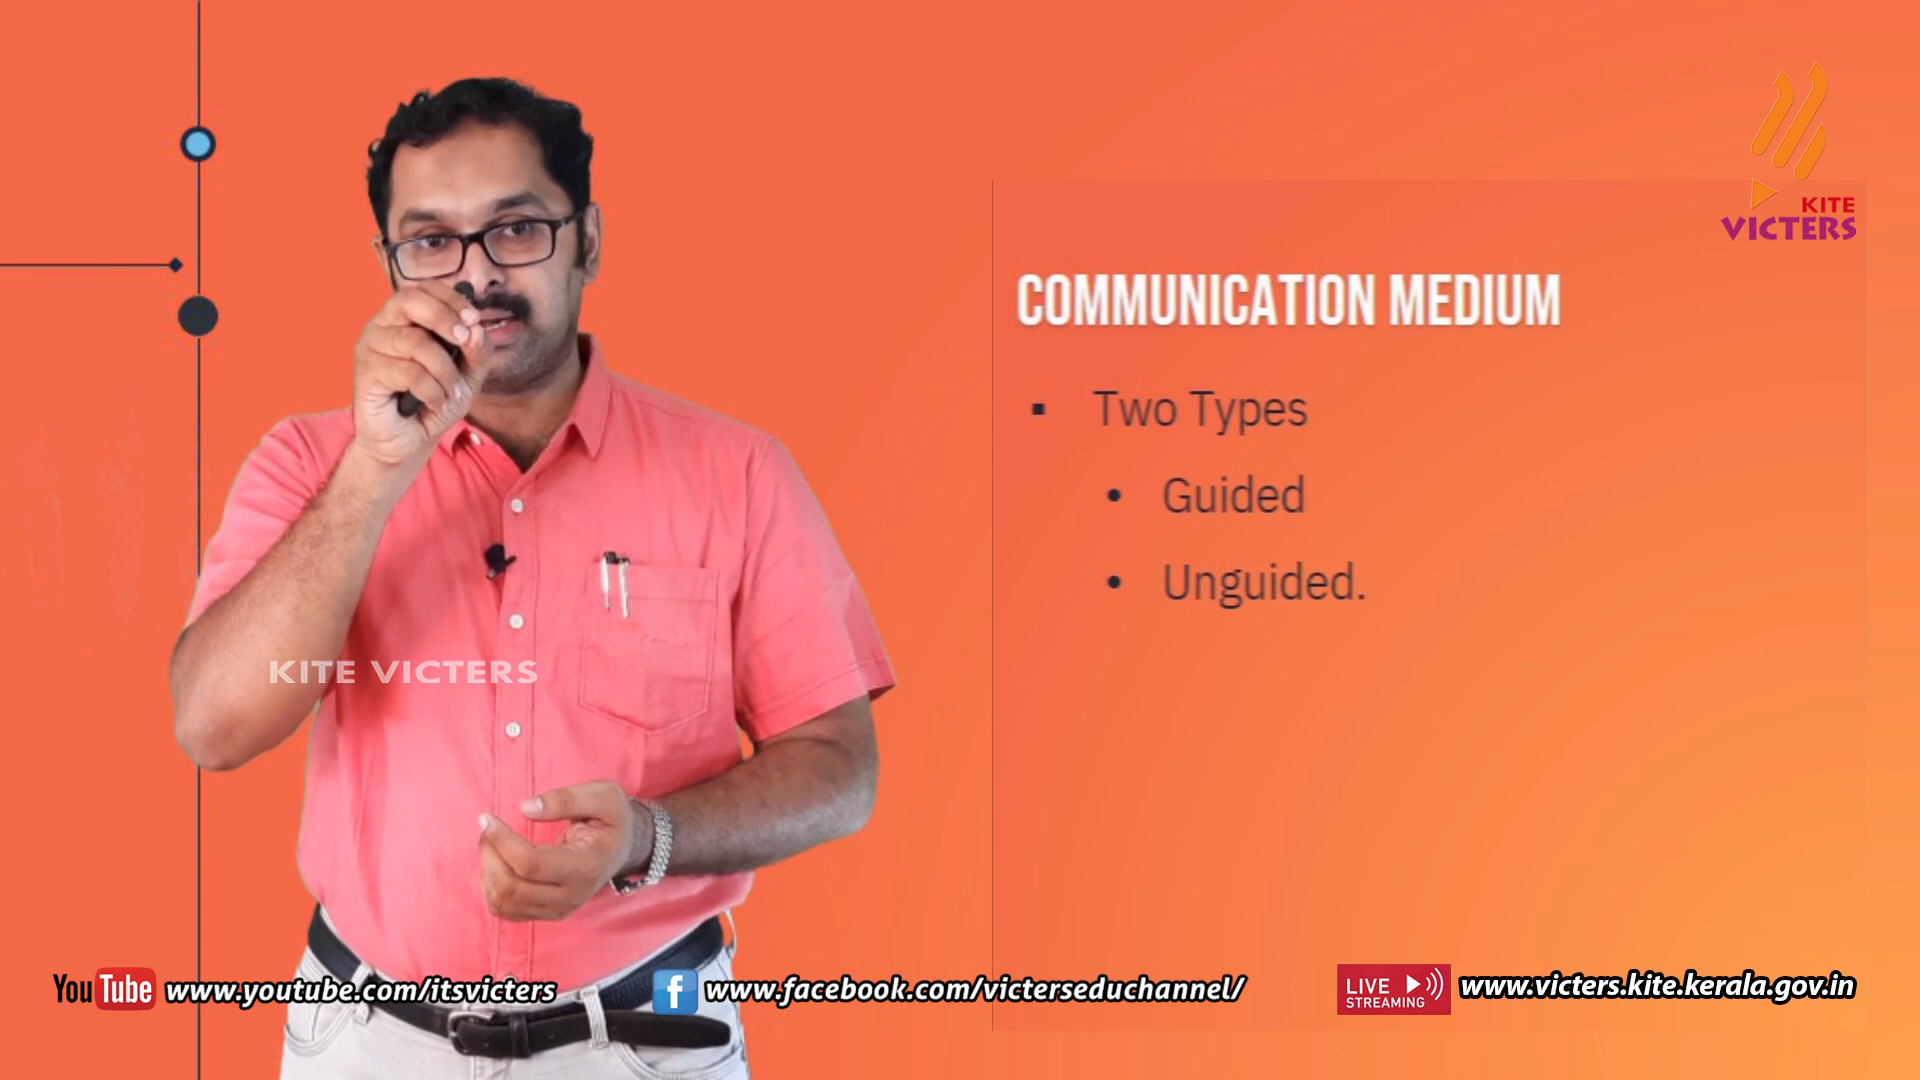 KITE
VICTERS
COMMUNICATION MEDIUM
Two Types
Guided
Unguided.
KITE VICTERS
YouTube www.youtube.com/itsvicters
f www.facebook.com/victerseduchannel/
LIVE STREAMING www.victers.kite.kerala.gov.in